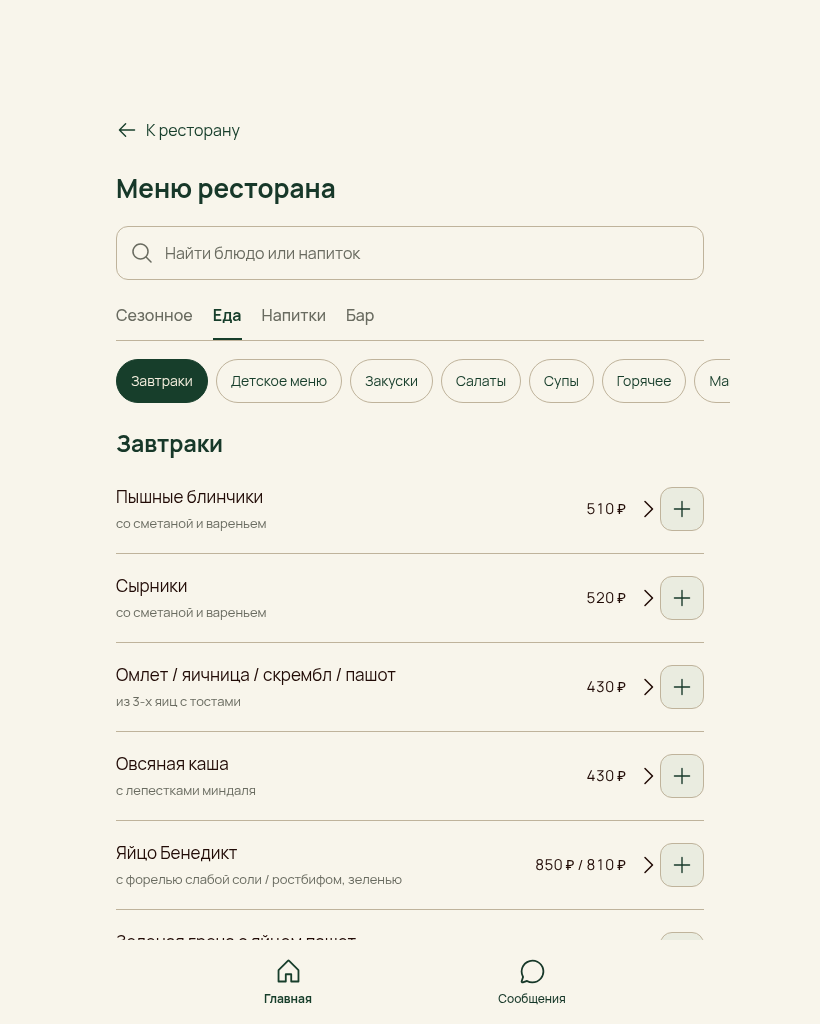 К ресторану
Меню ресторана
Найти блюдо или напиток
Сезонное Еда Напитки Бар
Завтраки Детское меню Закуски Салаты Супы Горячее
Завтраки
Пышные блинчики
со сметаной и вареньем
510 ₽
Сырники
со сметаной и вареньем
520 ₽
Омлет / яичница / скрембл / пашот
из 3-х яиц с тостами
430 ₽
Овсяная каша
с лепестками миндаля
430 ₽
Яйцо Бенедикт
с форелью слабой соли / ростбифом, зеленью
850 ₽ / 810 ₽
Главная Сообщения